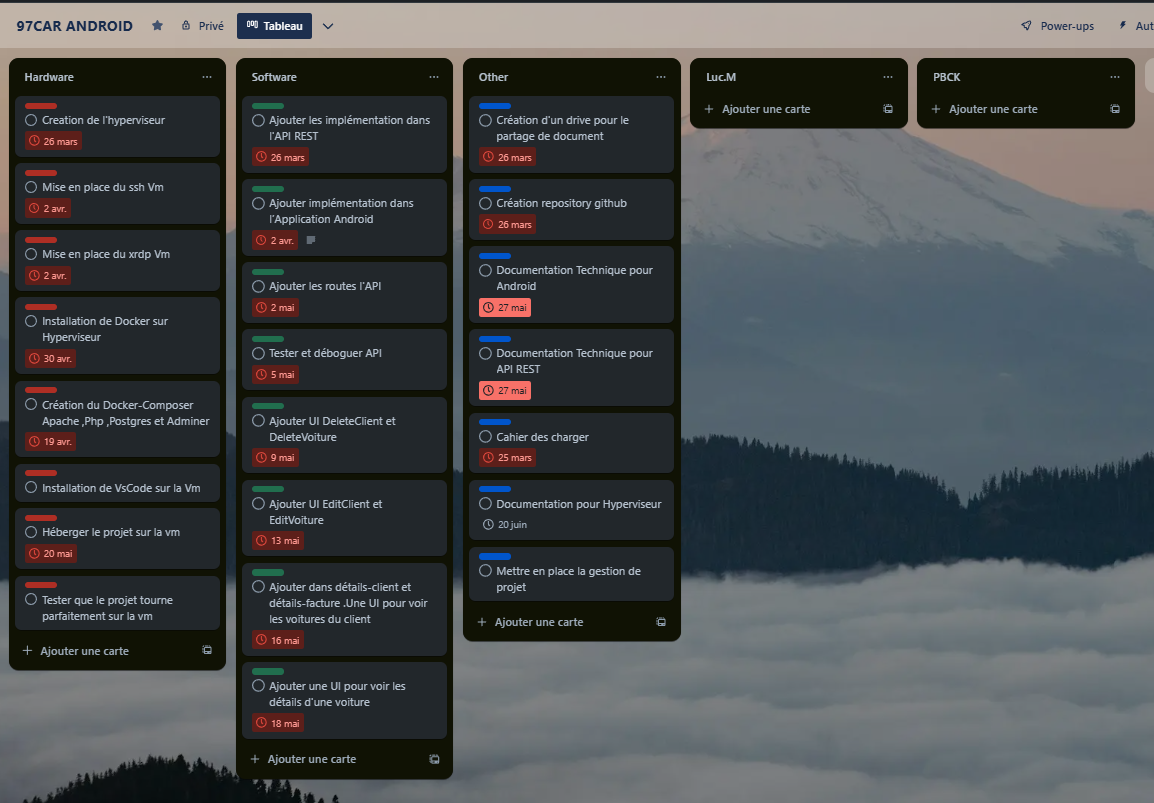 97CAR ANDROID
Privé
Tableau
Power-ups
Aut
Hardware
Creation de l'hyperviseur
26 mars
Mise en place du ssh Vm
2 avr.
Mise en place du xrdp Vm
2 avr.
Installation de Docker sur
Hyperviseur
30 avr.
Création du Docker-Composer
Apache ,Php ,Postgres et Adminer
19 avr.
Installation de VsCode sur la Vm
Héberger le projet sur la vm
20 mai
Tester que le projet tourne
parfaitement sur la vm
Ajouter une carte
Software
Ajouter les implémentation dans
l'API REST
26 mars
Ajouter implémentation dans
l'Application Android
2 avr.
Ajouter les routes l'API
2 mai
Tester et déboguer API
5 mai
Ajouter UI DeleteClient et
DeleteVoiture
9 mai
Ajouter UI EditClient et
EditVoiture
13 mai
Ajouter dans détails-client et
détails-facture .Une UI pour voir
les voitures du client
16 mai
Ajouter une UI pour voir les
détails d'une voiture
18 mai
Ajouter une carte
Other
Création d'un drive pour le
partage de document
26 mars
Création repository github
26 mars
Documentation Technique pour
Android
27 mai
Documentation Technique pour
API REST
27 mai
Cahier des charger
25 mars
Documentation pour Hyperviseur
20 juin
Mettre en place la gestion de
projet
Ajouter une carte
Luc.M
Ajouter une carte
PBCK
Ajouter une carte